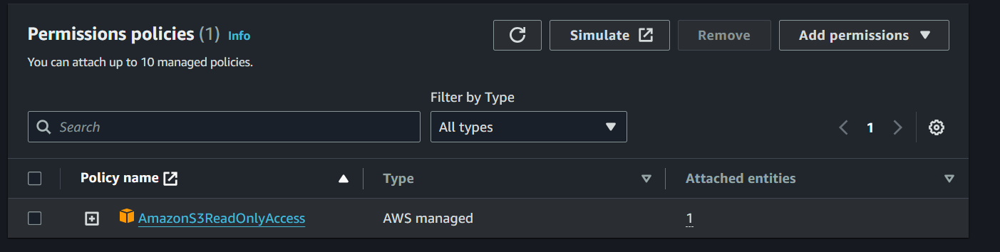 Permissions policies (1) Info
Simulate
Remove
Add permissions
You can attach up to 10 managed policies.
Filter by Type
Search
All types
1
Policy name
Type
Attached entities
AmazonS3ReadOnlyAccess
AWS managed
1